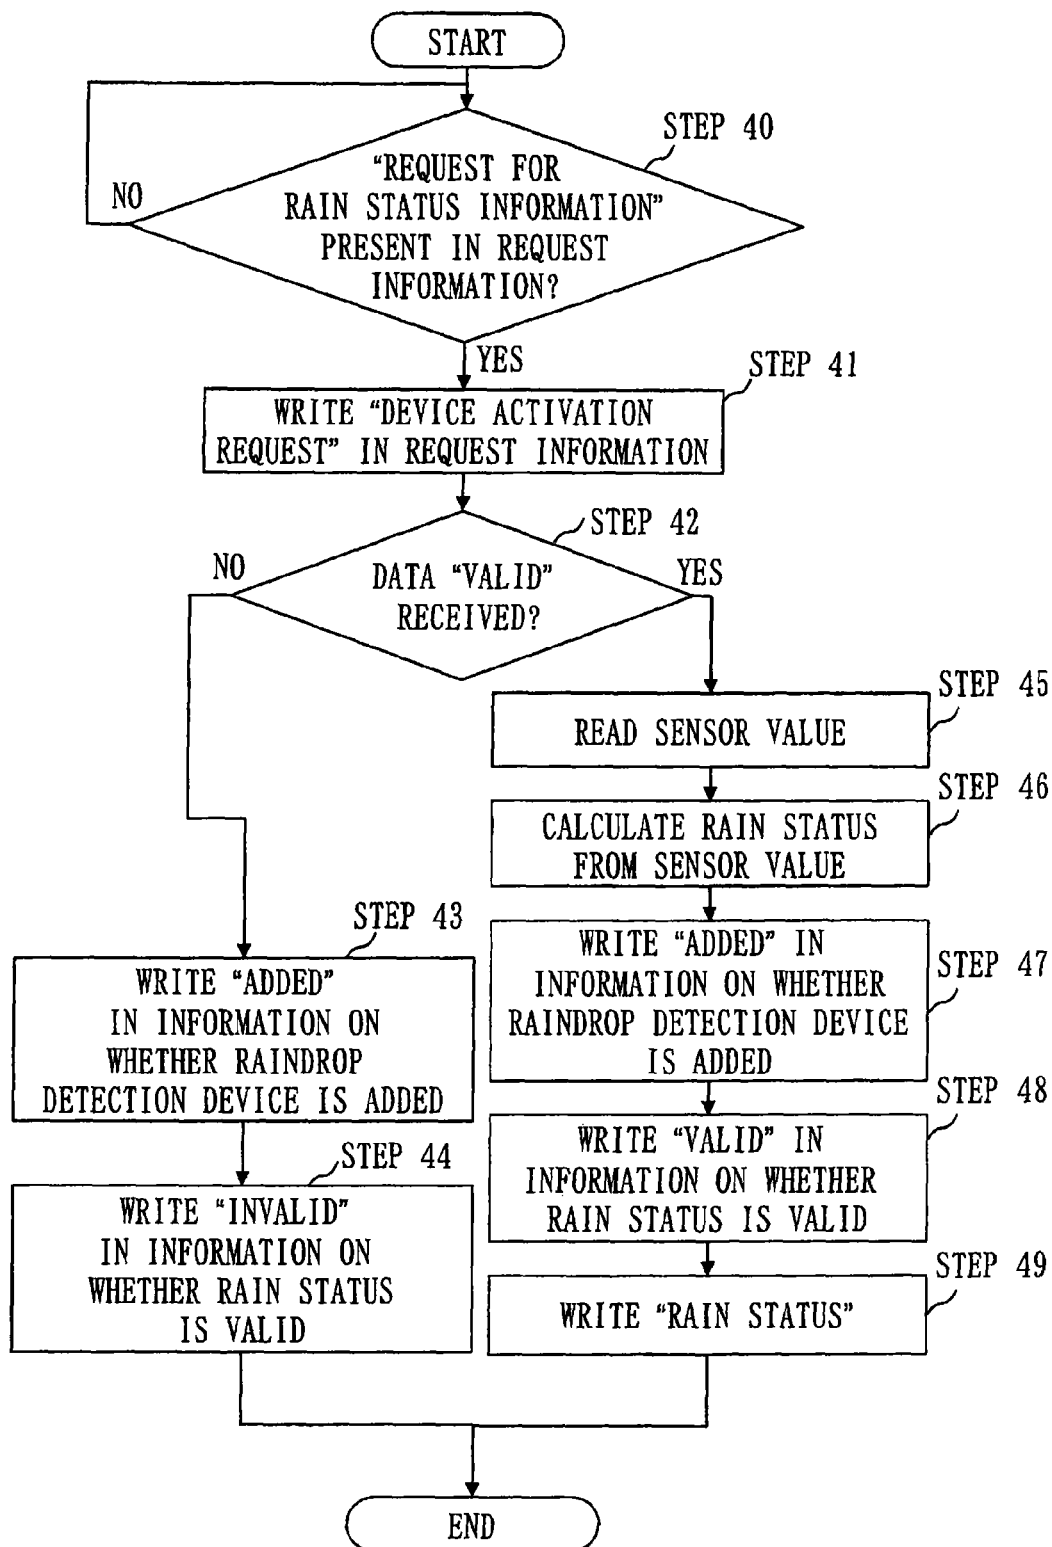 START
STEP 40
“REQUEST FOR
RAIN STATUS INFORMATION”
PRESENT IN REQUEST
INFORMATION?
NO
YES
STEP 41
WRITE “DEVICE ACTIVATION
REQUEST” IN REQUEST INFORMATION
STEP 42
NO
DATA “VALID”
RECEIVED?
YES
STEP 45
READ SENSOR VALUE
STEP 46
CALCULATE RAIN STATUS
FROM SENSOR VALUE
STEP 43
WRITE “ADDED”
IN INFORMATION ON
WHETHER RAINDROP
DETECTION DEVICE IS ADDED
STEP 47
WRITE “ADDED” IN
INFORMATION ON WHETHER
RAINDROP DETECTION DEVICE
IS ADDED
STEP 44
WRITE “INVALID”
IN INFORMATION ON
WHETHER RAIN STATUS
IS VALID
STEP 48
WRITE “VALID” IN
INFORMATION ON WHETHER
RAIN STATUS IS VALID
STEP 49
WRITE “RAIN STATUS”
END